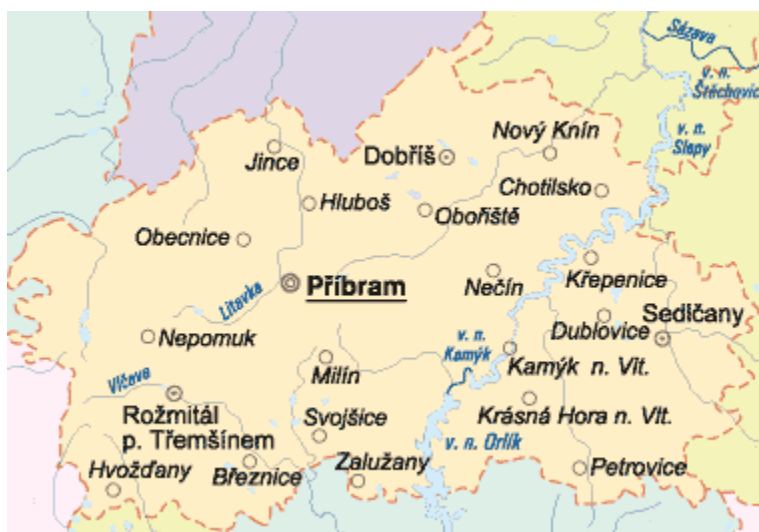 Sázava
v. n.
Štěchovic
v. n.
Slapy
Nový Knín
Dobříš
Jince
Chotilsko
Hluboš
Obořiště
Obecnice
Křepenice
Příbram
Nečín
Litavka
Sedlčany
Dublovice
Nepomuk
v. n.
Kamýk
Kamýk n. Vlt.
Milín
Vlčava
Rožmitál
p. Třemšínem
Krásná Hora n. Vlt.
Svojšice
v. n. Orlík
Hvožďany
Březnice
Zalužany
Petrovice